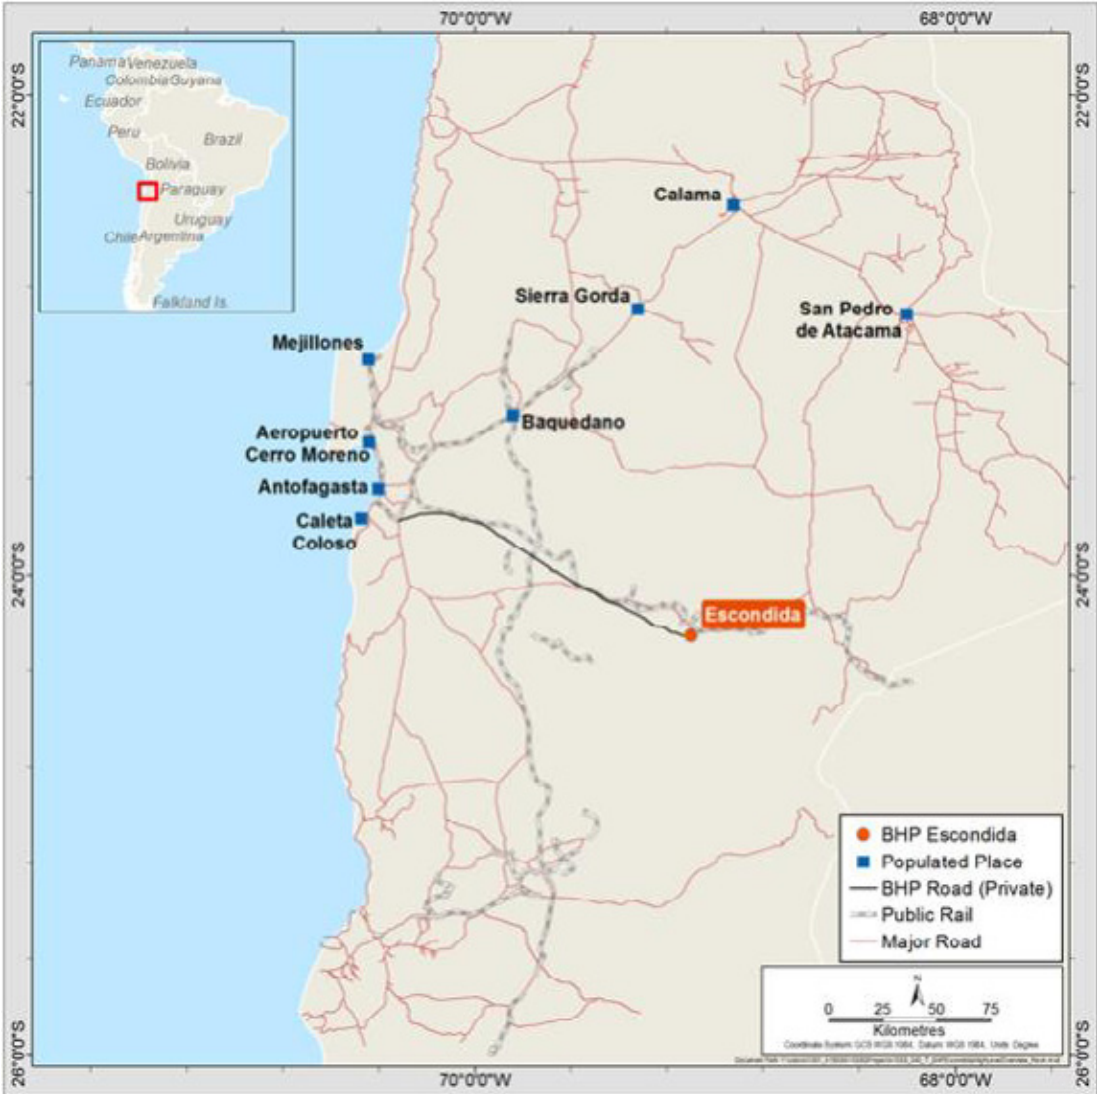 70°0'0"W
68°0'0"W
22°0'0"S
22°0'0"S
Panama Venezuela
Colombia Guyana
Ecuador
Peru
Brazil
Bolivia
Paraguay
Uruguay
Chile Argentina
Falkland Is.
Calama
Sierra Gorda
San Pedro
de Atacama
Mejillones
Baquedano
Aeropuerto
Cerro Moreno
Antofagasta
Caleta
Coloso
24°0'0"S
24°0'0"S
Escondida
BHP Escondida
Populated Place
BHP Road (Private)
Public Rail
Major Road
N
0 25 50 75
Kilometres
Coordinate System: GCS WGS 1984, Datum: WGS 1984, Units: Degree
26°0'0"S
26°0'0"S
70°0'0"W
68°0'0"W